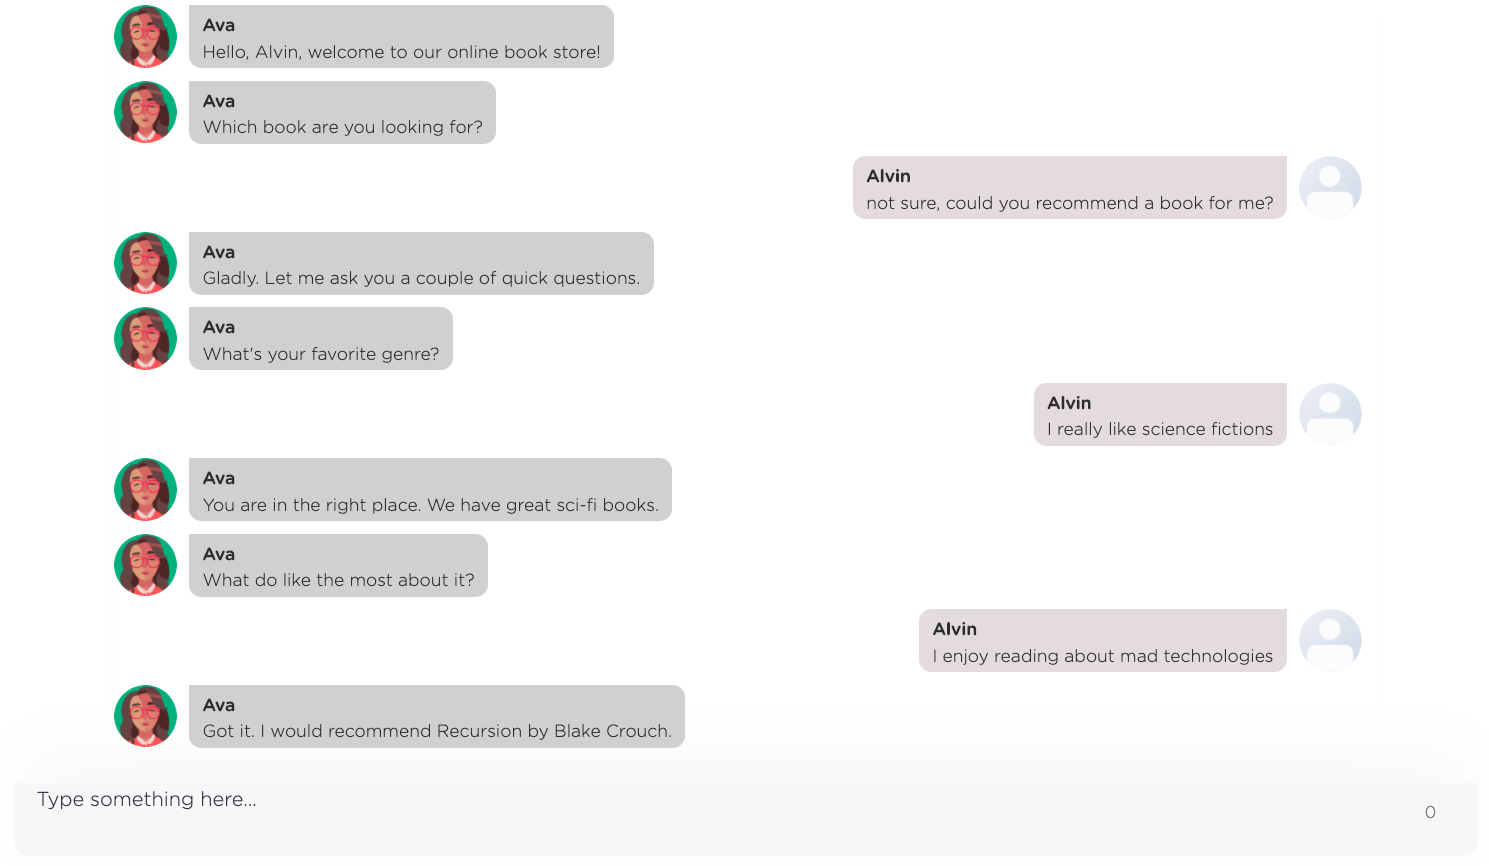 Ava
Hello, Alvin, welcome to our online book store!
Ava
Which book are you looking for?
Alvin
not sure, could you recommend a book for me?
Ava
Gladly. Let me ask you a couple of quick questions.
Ava
What's your favorite genre?
Alvin
I really like science fictions
Ava
You are in the right place. We have great sci-fi books.
Ava
What do like the most about it?
Alvin
I enjoy reading about mad technologies
Ava
Got it. I would recommend Recursion by Blake Crouch.
Type something here...
0